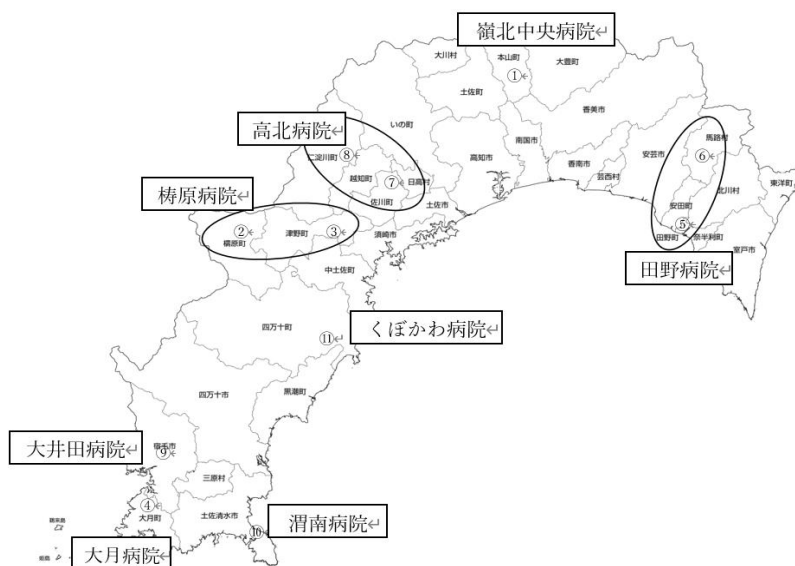 嶺北中央病院↵
本山町
大川村
大豊町
①
土佐町
香美市
いの町
高北病院↵
馬路村
南国市
安芸市
⑥
二淀川町
⑧
高知市
越知町
⑦
日高村
香南市
芸西村
北川村
東洋町
梼原病院↵
佐川町
土佐市
安田町
②
津野町
③
須崎市
⑤
田野町
奈半利町
檮原町
室戸市
中土佐町
田野病院↵
四万十町
くぼかわ病院↵
⑪
黒潮町
四万十市
大井田病院↵
宿毛市
⑨
三原村
④
大月町
土佐清水市
渭南病院↵
⑩
大月病院↵